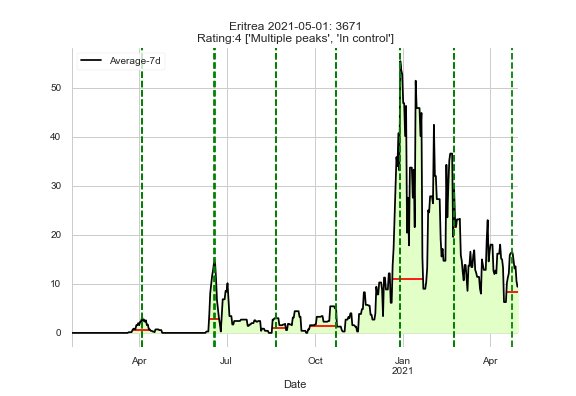 Eritrea 2021-05-01: 3671
Rating:4 ['Multiple peaks', 'In control']
Average-7d
50
40
30
20
10
0
Apr Jul Oct Jan Apr
2021
Date